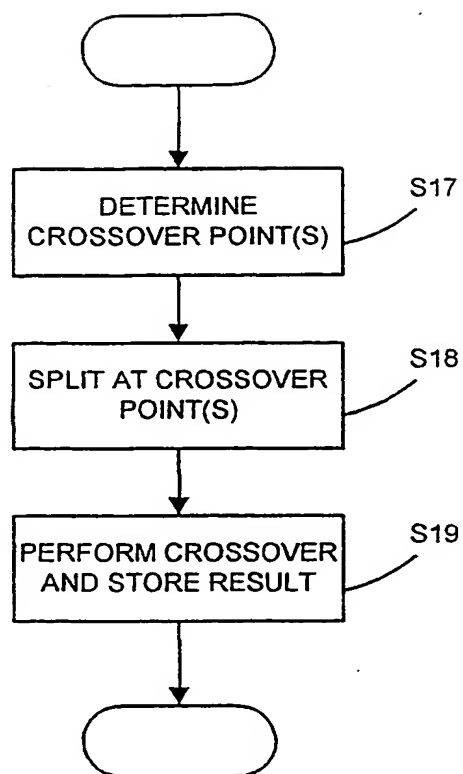 DETERMINE
CROSSOVER POINT(S)
S17
SPLIT AT CROSSOVER
POINT(S)
S18
PERFORM CROSSOVER
AND STORE RESULT
S19